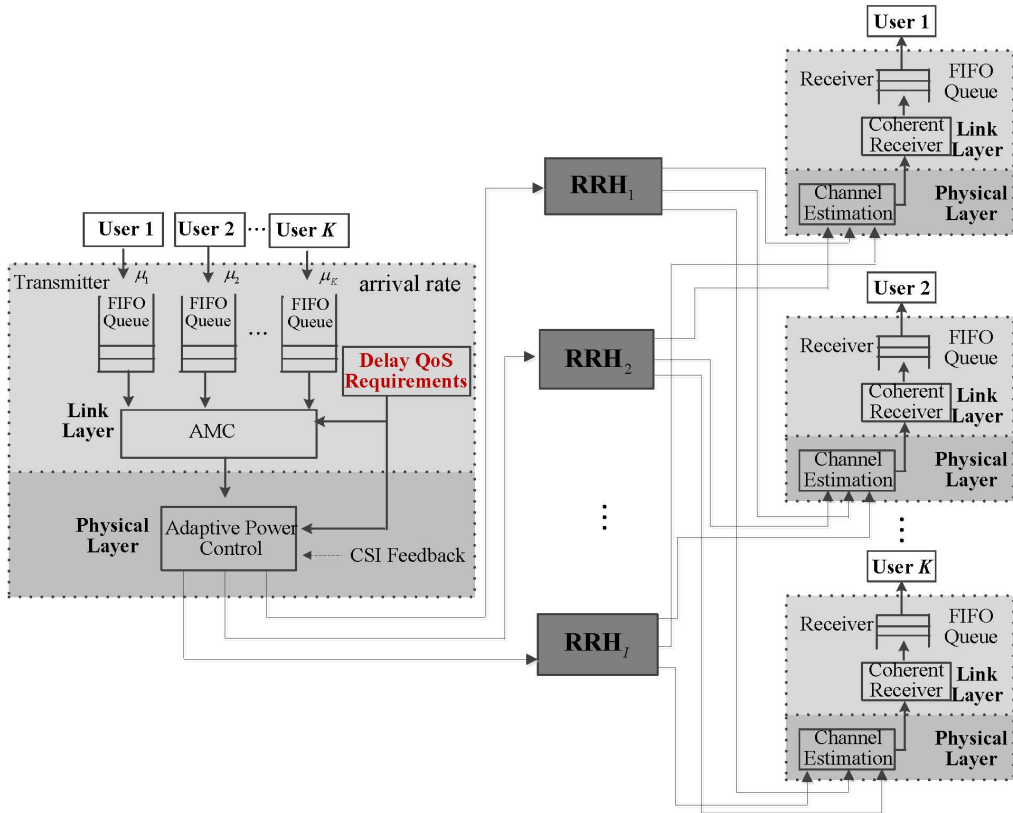 User 1
User 2
...
User K
Transmitter
μ1
μ2
μK
arrival rate
FIFO
Queue
FIFO
Queue
...
FIFO
Queue
Delay QoS
Requirements
Link
Layer
AMC
Physical
Layer
Adaptive Power
Control
CSI Feedback
RRH1
RRH2
...
RRHI
User 1
Receiver
FIFO
Queue
Coherent
Receiver
Link
Layer
Channel
Estimation
Physical
Layer
User 2
Receiver
FIFO
Queue
Coherent
Receiver
Link
Layer
Channel
Estimation
Physical
Layer
...
User K
Receiver
FIFO
Queue
Coherent
Receiver
Link
Layer
Channel
Estimation
Physical
Layer